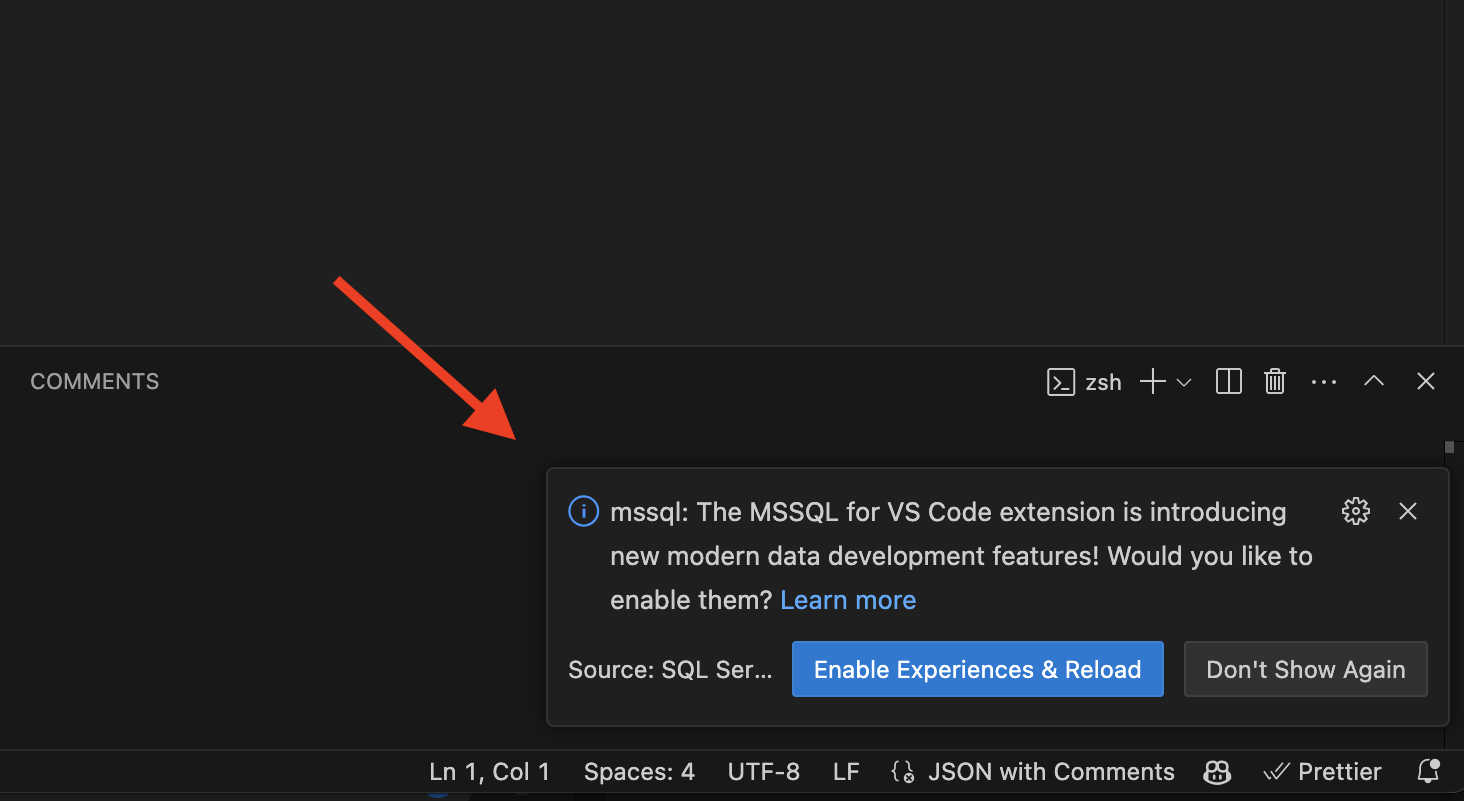 COMMENTS
zsh
mssql: The MSSQL for VS Code extension is introducing
new modern data development features! Would you like to
enable them? Learn more
Source: SQL Ser...
Enable Experiences & Reload
Don't Show Again
Ln 1, Col 1
Spaces: 4
UTF-8
LF
JSON with Comments
Prettier